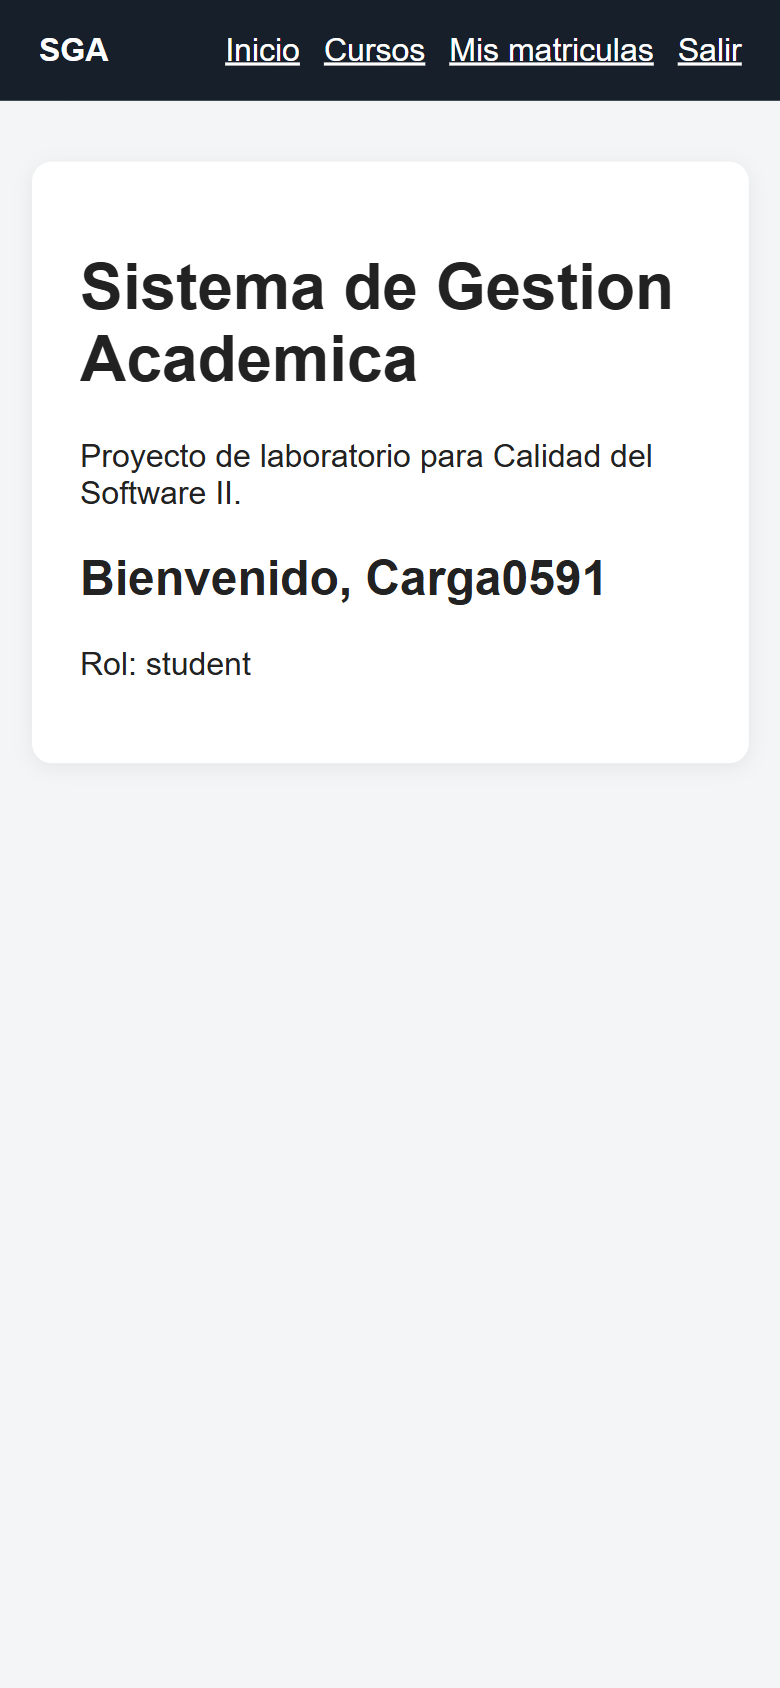 SGA Inicio Cursos Mis matriculas Salir
Sistema de Gestion
Academica
Proyecto de laboratorio para Calidad del
Software II.
Bienvenido, Carga0591
Rol: student